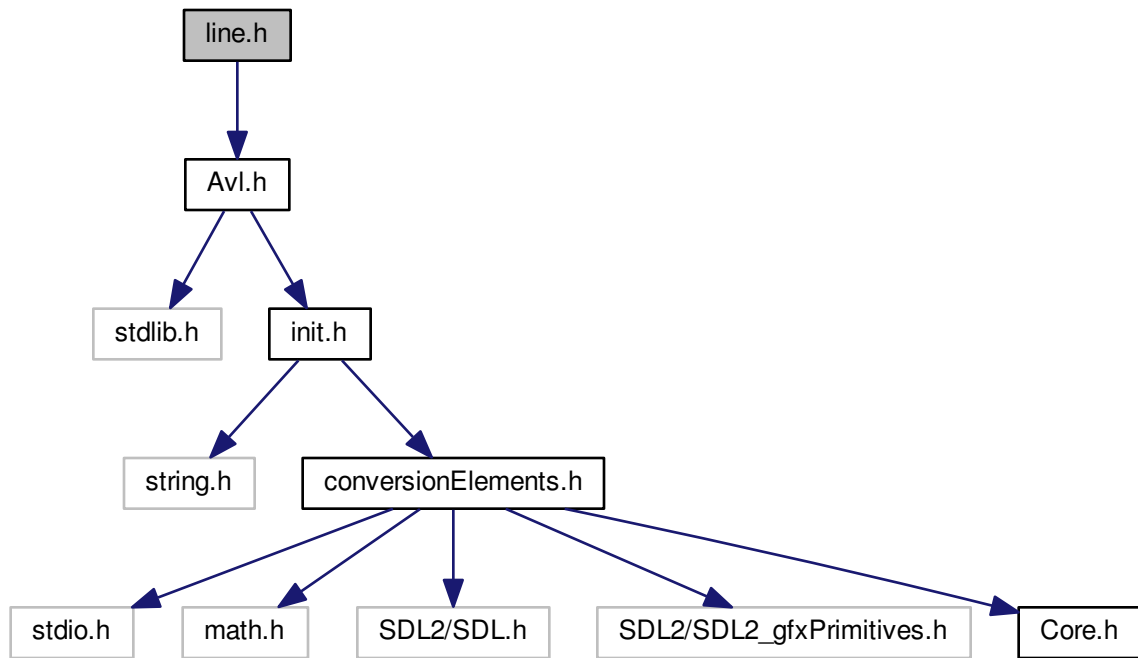 line.h
Avl.h
stdlib.h
init.h
string.h
conversionElements.h
stdio.h
math.h
SDL2/SDL.h
SDL2/SDL2_gfxPrimitives.h
Core.h